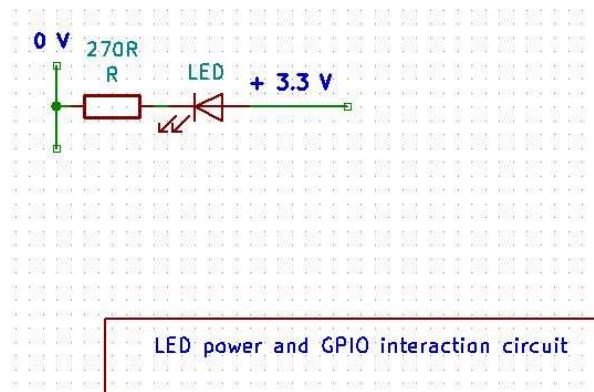 0 V
270R
R
LED
+ 3.3 V
LED power and GPIO interaction circuit